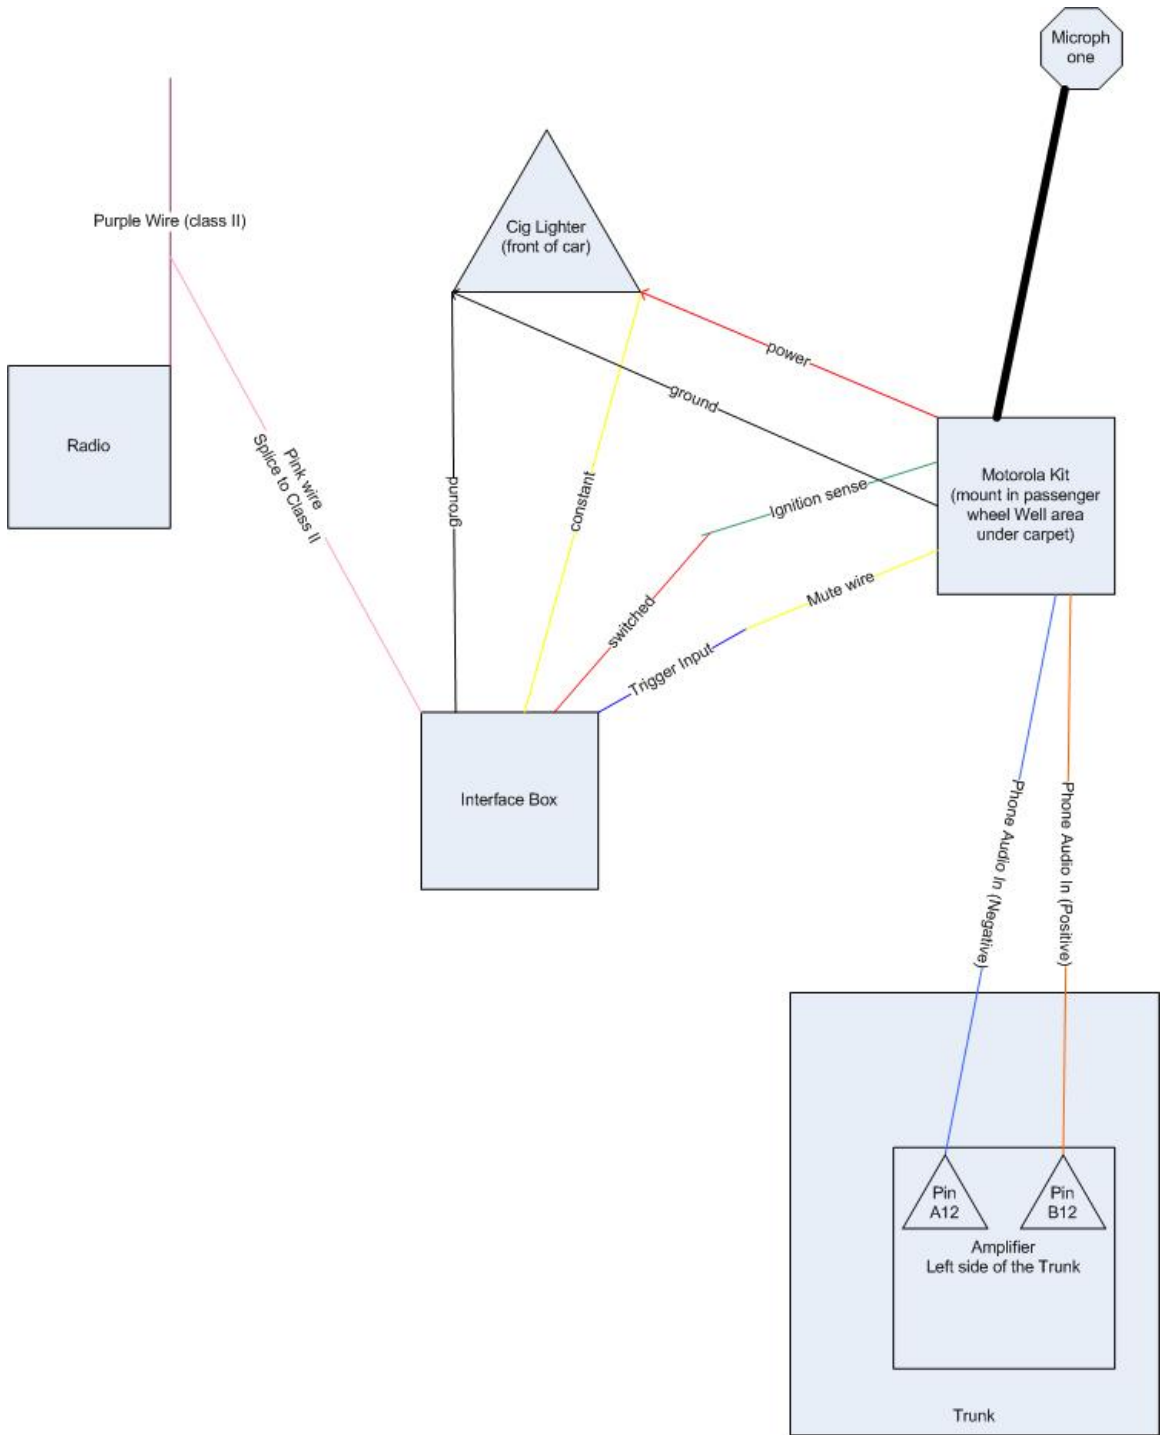 Microph
one
Purple Wire (class II)
Cig Lighter
(front of car)
power
ground
Radio
Pink wire
Splice to Class II
ground
constant
Ignition sense
Motorola Kit
(mount in passenger
wheel Well area
under carpet)
switched
Mute wire
Trigger Input
Interface Box
Phone Audio In (Negative)
Phone Audio In (Positive)
Pin
A12
Pin
B12
Amplifier
Left side of the Trunk
Trunk